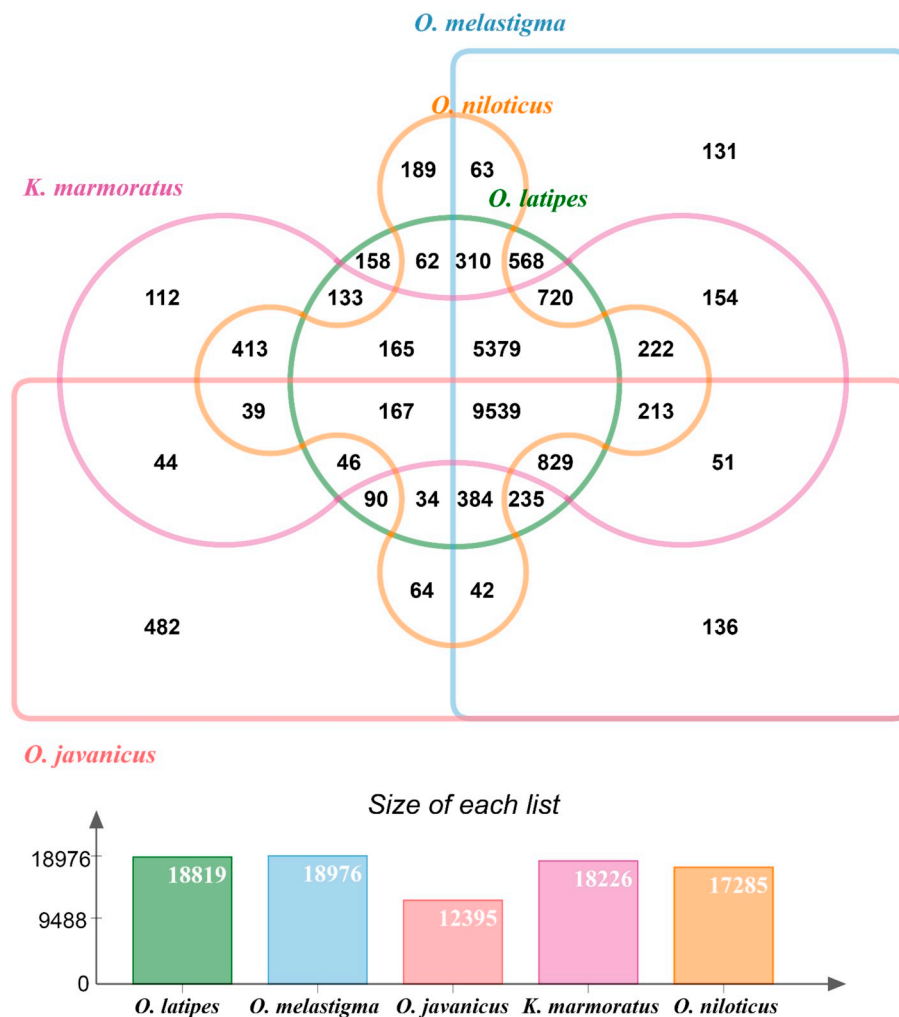 O. melastigma
O. niloticus
131
189 63
K. marmoratus
O. latipes
158 62 310 568
112 133 720 154
413 165 5379 222
39 167 9539 213
44 46 829 51
90 34 384 235
64 42
482 136
O. javanicus
Size of each list
18976
9488
0
18819 18976 12395 18226 17285
O. latipes O. melastigma O. javanicus K. marmoratus O. niloticus